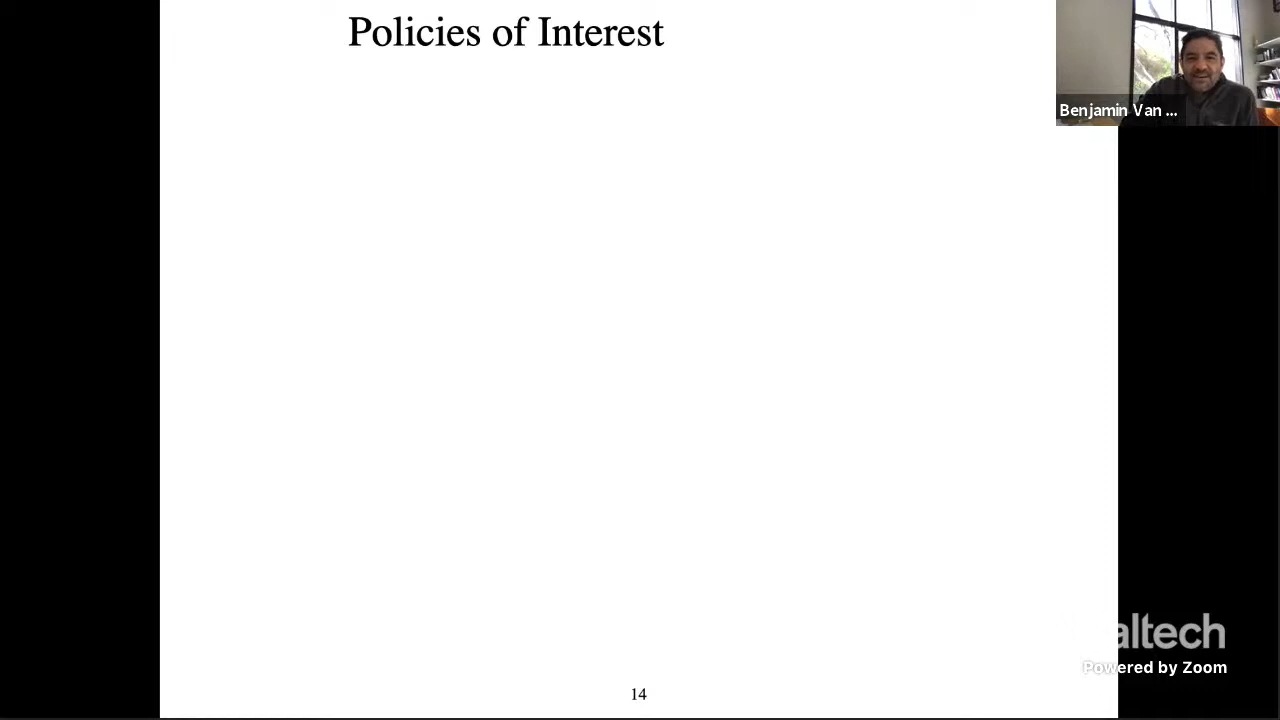 Policies of Interest
Benjamin Van ...
altech
Powered by Zoom
14